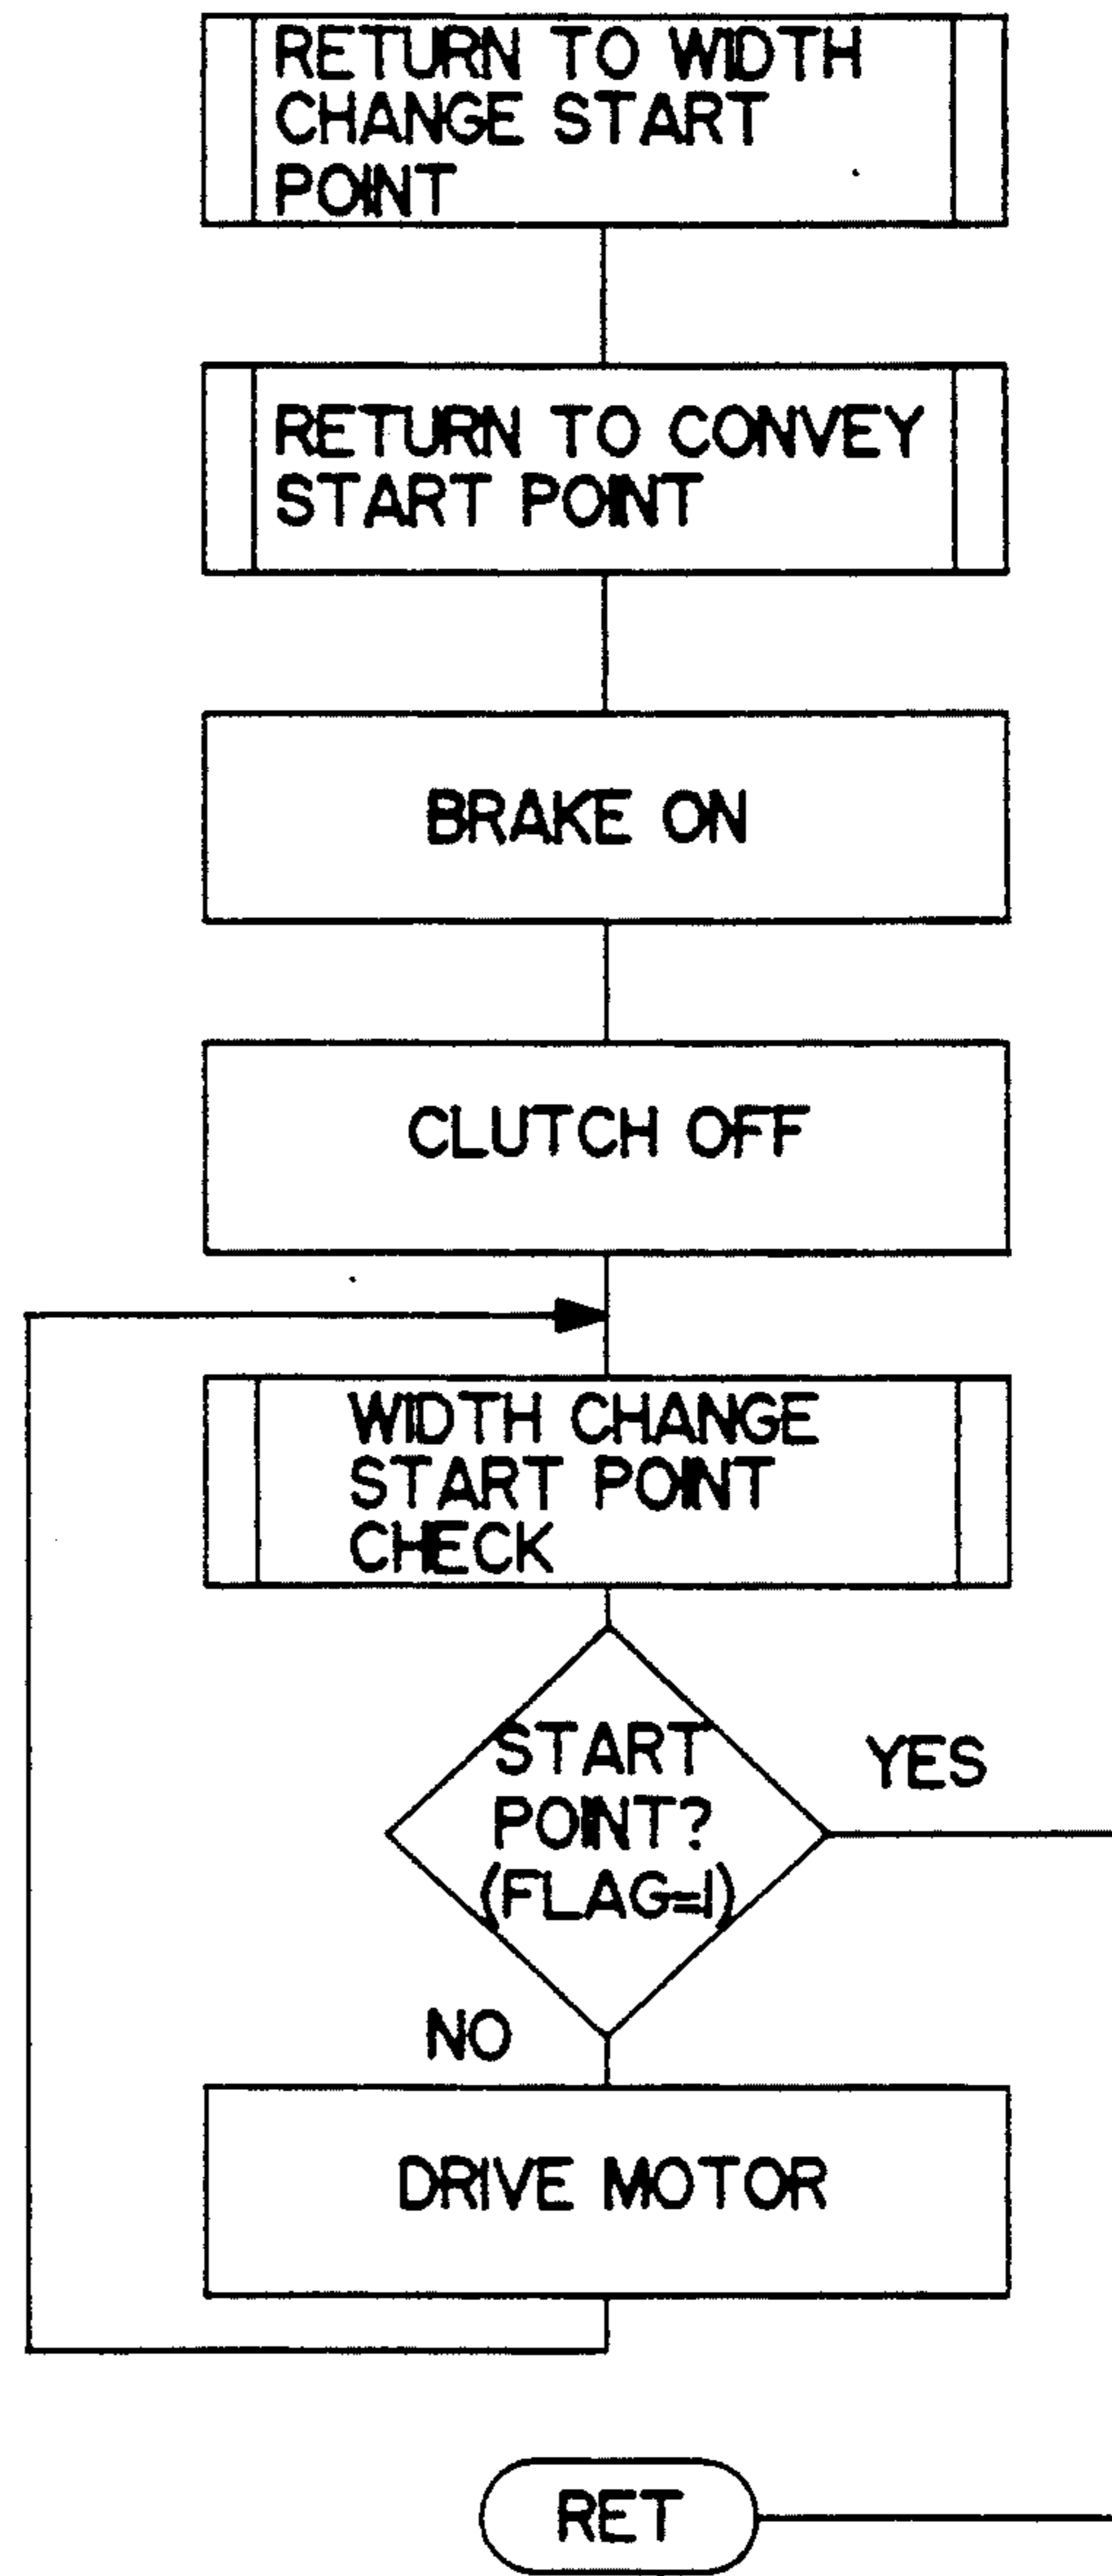 RETURN TO WIDTH
CHANGE START
POINT
RETURN TO CONVEY
START POINT
BRAKE ON
CLUTCH OFF
WIDTH CHANGE
START POINT
CHECK
START
POINT?
(FLAG=1)
YES
NO
DRIVE MOTOR
RET